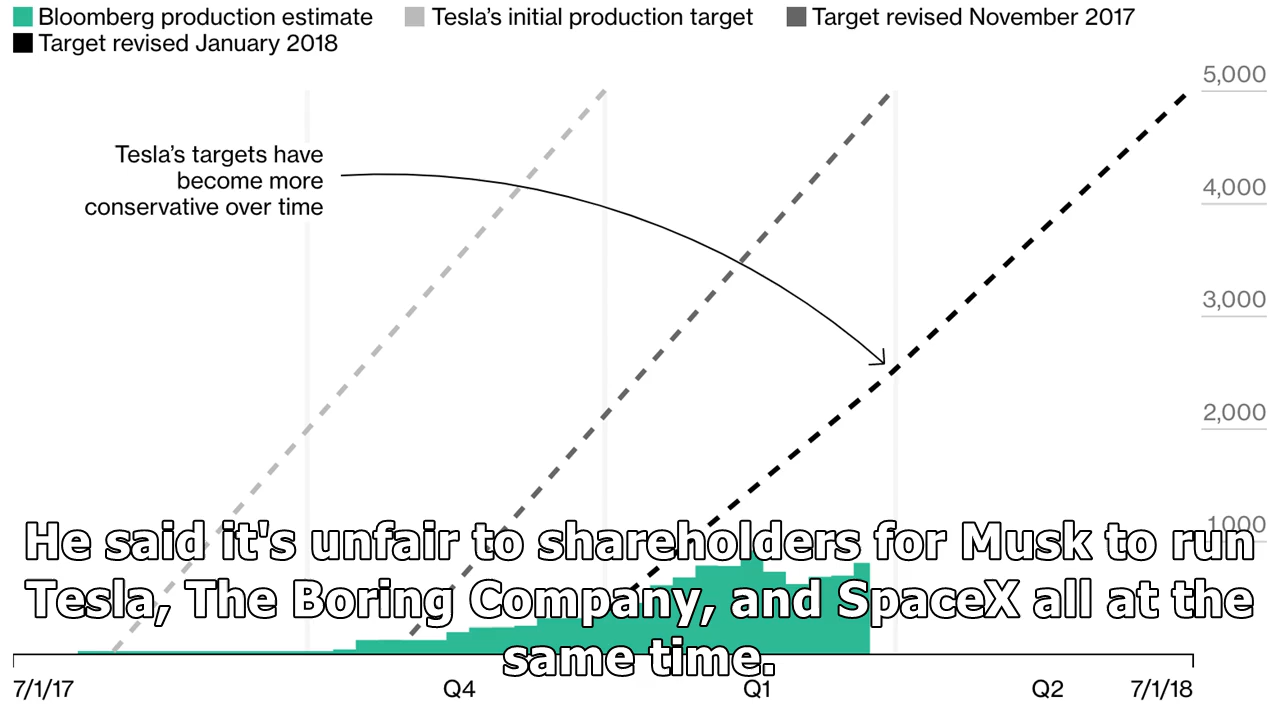 Bloomberg production estimate
Tesla's initial production target
Target revised November 2017
Target revised January 2018
5,000
Tesla's targets have
become more
conservative over time
4,000
3,000
2,000
1,000
He said it's unfair to shareholders for Musk to run
Tesla, The Boring Company, and SpaceX all at the
same time.
7/1/17
Q4
Q1
Q2
7/1/18